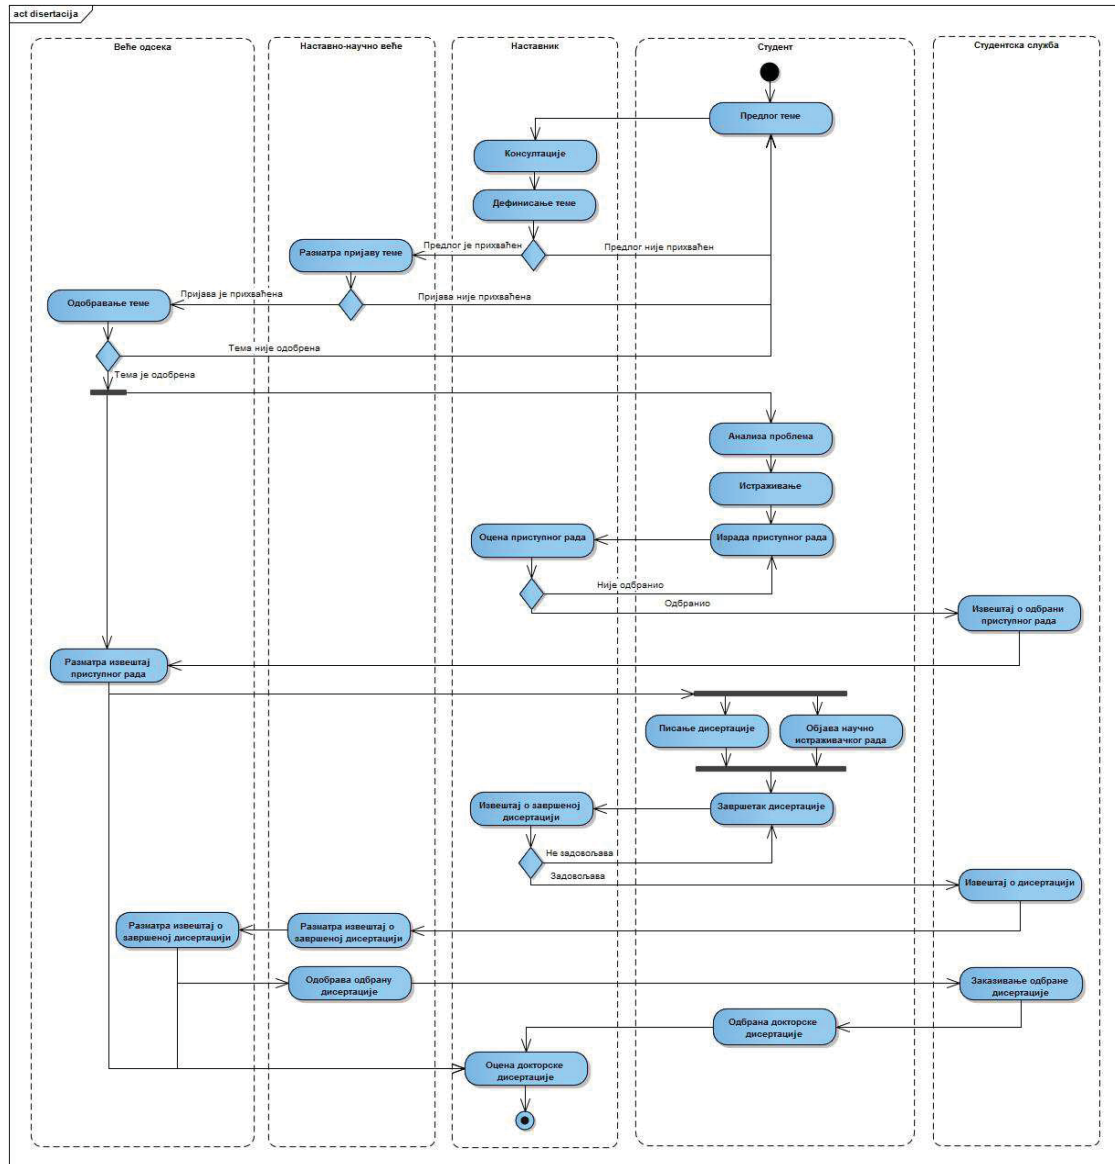 act disertacija
Веће одсека
Наставно-научно веће
Наставник
Студент
Студентска служба
Предлог теме
Консултације
Дефинисање теме
Предлог је прихваћен
Предлог није прихваћен
Разматра пријаву теме
Одобравање теме
Пријава је прихваћена
Пријава није прихваћена
Тема није одобрена
Тема је одобрена
Анализа проблема
Истраживање
Оцена приступног рада
Израда приступног рада
Није одбранио
Одбранио
Извештај о одбрани
приступног рада
Разматра извештај
приступног рада
Писање дисертације
Објава научно
истраживачког рада
Извештај о завршеној
дисертацији
Завршетак дисертације
Не задовољава
Задовољава
Извештај о дисертацији
Разматра извештај о
завршеној дисертацији
Разматра извештај о
завршеној дисертацији
Одобрава одбрану
дисертације
Заказивање одбране
дисертације
Одбрана докторске
дисертације
Оцена докторске
дисертације